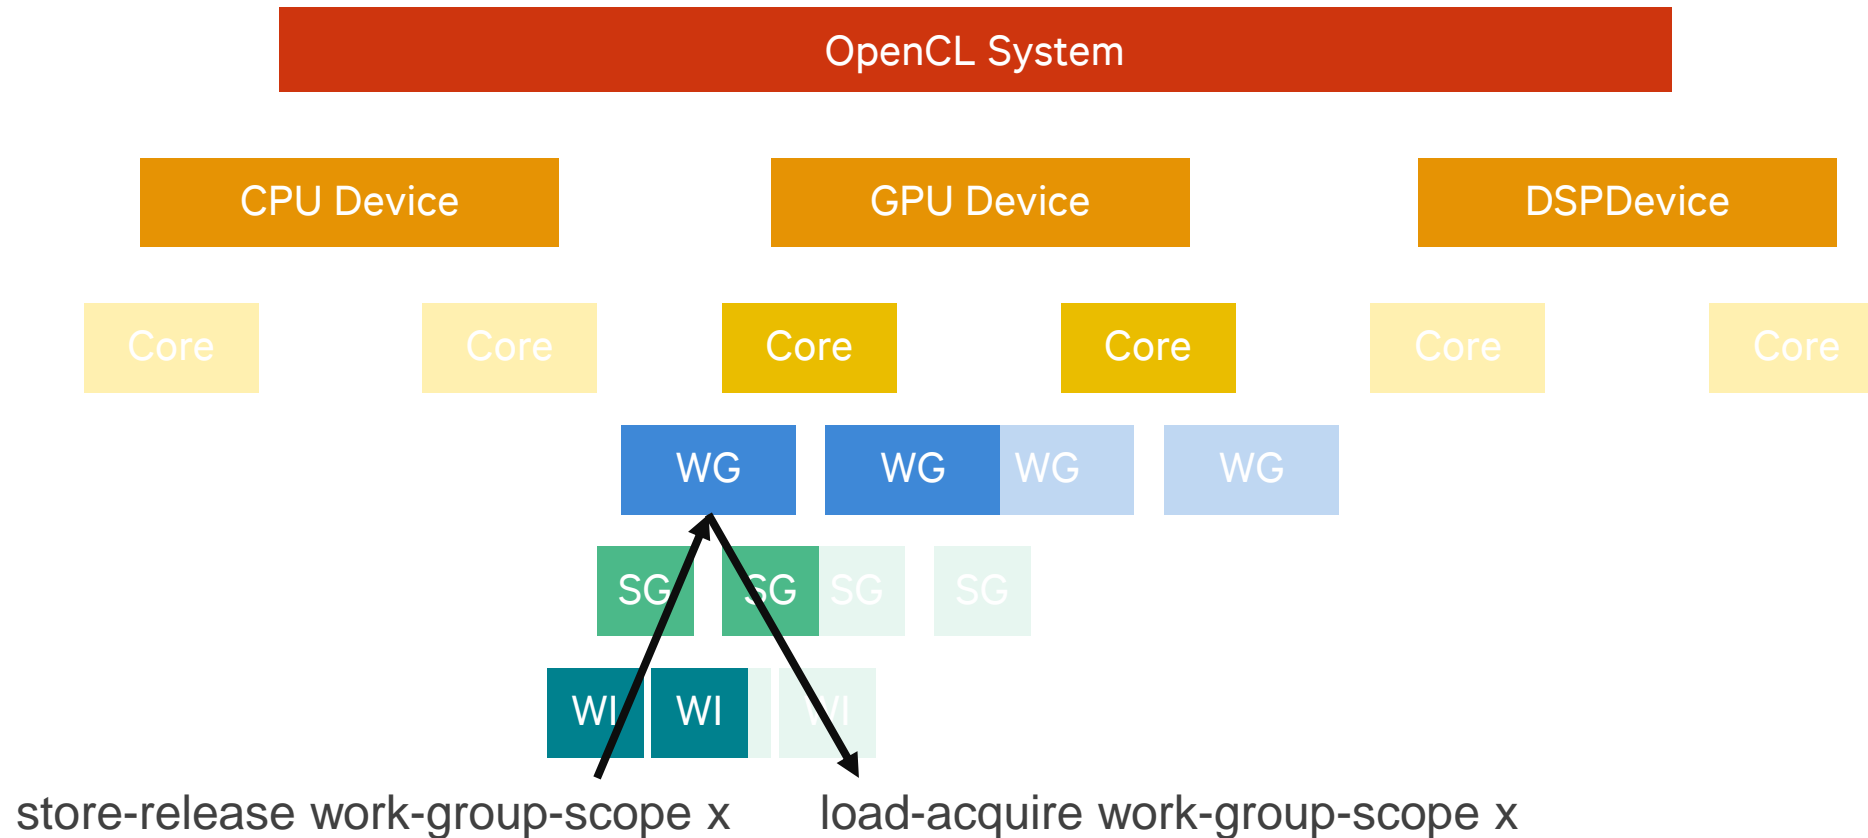 OpenCL System
CPU Device GPU Device DSPDevice
Core Core Core Core Core Core
WG WG WG WG
SG SG SG SG
WI WI WI
store-release work-group-scope x load-acquire work-group-scope x